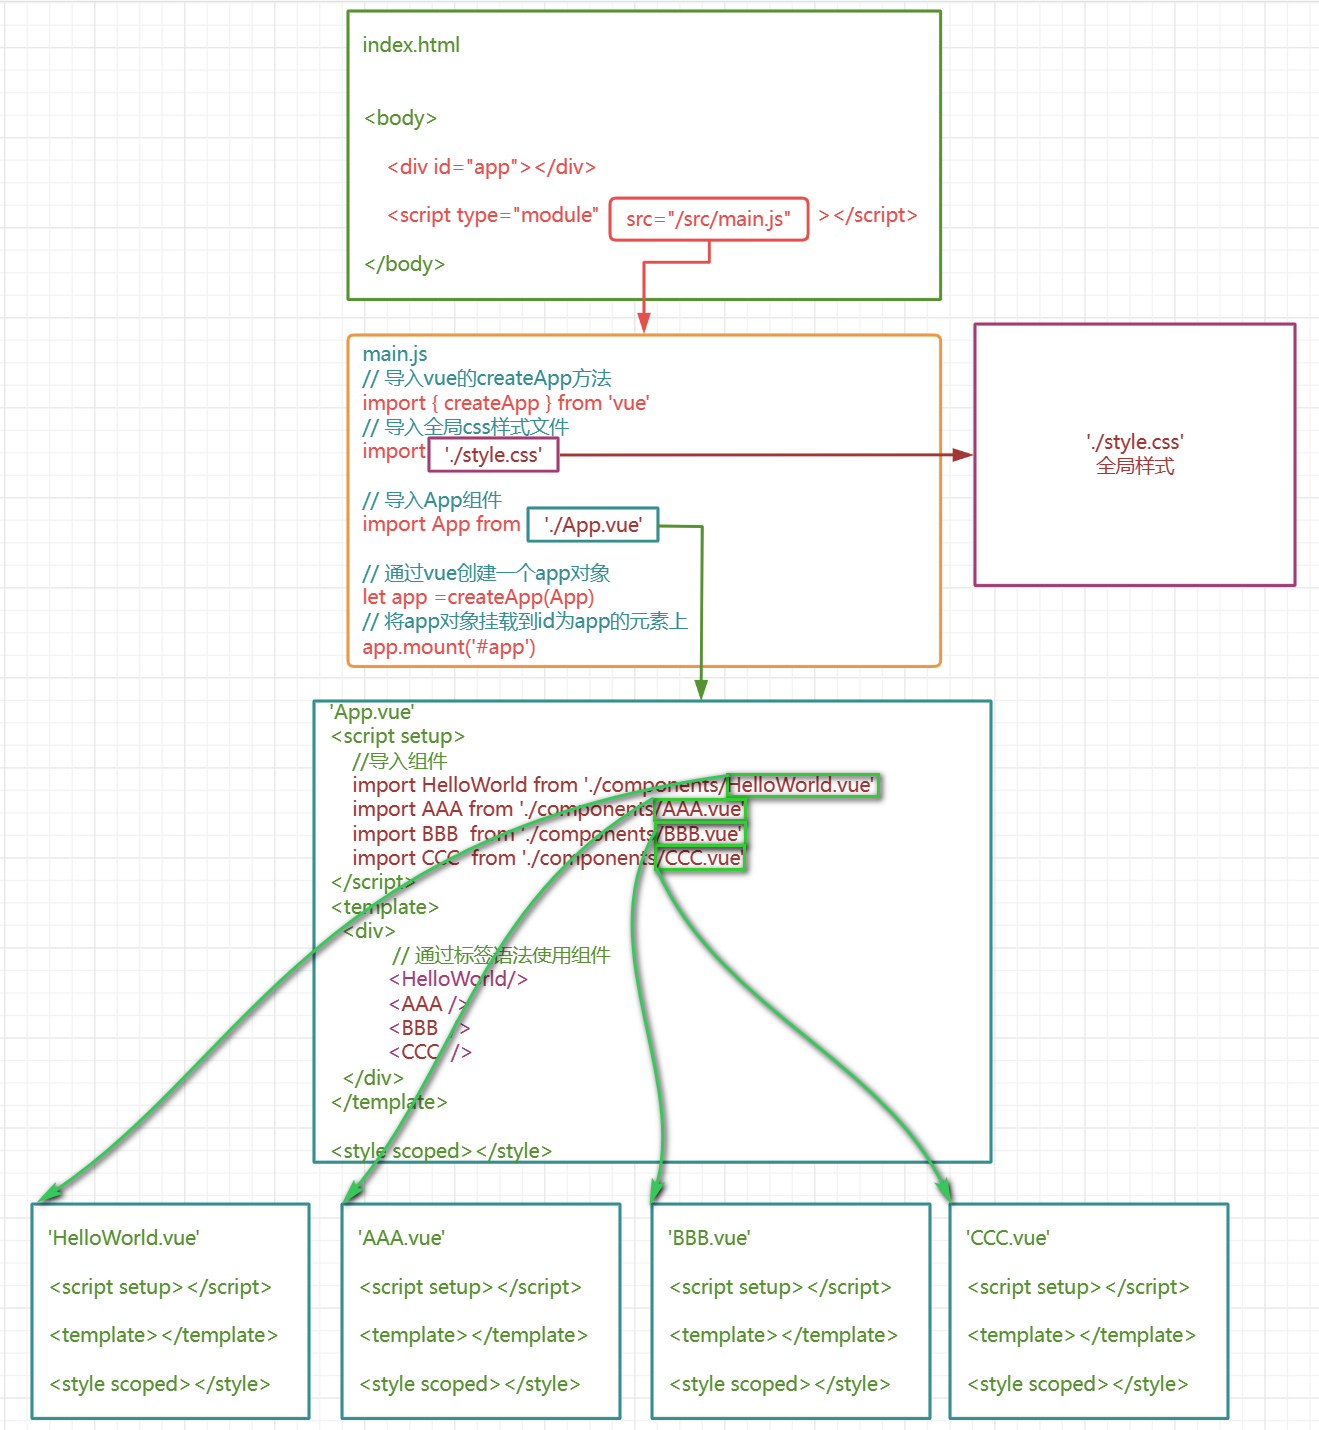 index.html
<body>
<div id="app"></div>
<script type="module" src="/src/main.js" ></script>
</body>
main.js
// 导入vue的createApp方法
import { createApp } from 'vue'
// 导入全局css样式文件
import './style.css'
// 导入App组件
import App from './App.vue'
// 通过vue创建一个app对象
let app =createApp(App)
// 将app对象挂载到id为app的元素上
app.mount('#app')
'./style.css'
全局样式
'App.vue'
<script setup>
//导入组件
import HelloWorld from './components/HelloWorld.vue'
import AAA from './components/AAA.vue'
import BBB  from './components/BBB.vue'
import CCC  from './components/CCC.vue'
</script>
<template>
<div>
// 通过标签语法使用组件
<HelloWorld/>
<AAA />
<BBB  />
<CCC  />
</div>
</template>
<style scoped></style>
'HelloWorld.vue'
<script setup></script>
<template></template>
<style scoped></style>
'AAA.vue'
<script setup></script>
<template></template>
<style scoped></style>
'BBB.vue'
<script setup></script>
<template></template>
<style scoped></style>
'CCC.vue'
<script setup></script>
<template></template>
<style scoped></style>